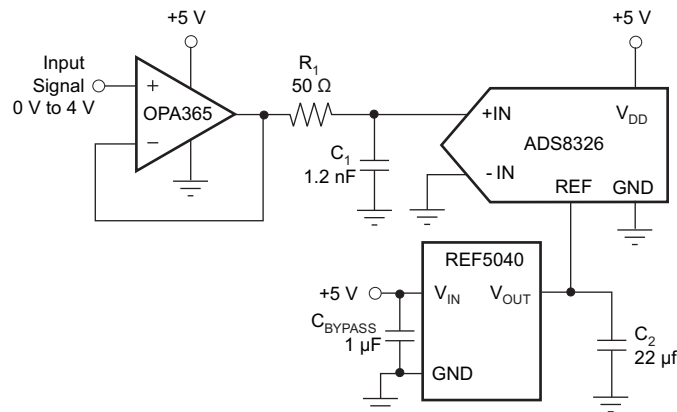 +5 V
Input
Signal
0 V to 4 V
+
−
OPA365
R1
50 Ω
C1
1.2 nF
+5 V
+IN
VDD
ADS8326
- IN
REF
GND
REF5040
+5 V
VIN
VOUT
CBYPASS
1 µF
GND
C2
22 µf